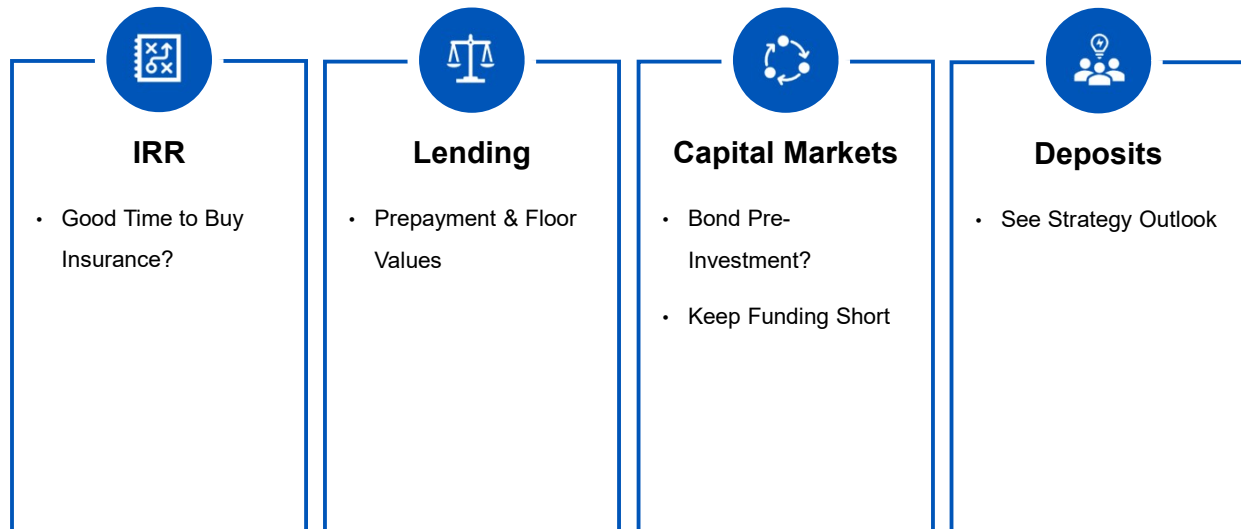 IRR
• Good Time to Buy
Insurance?
Lending
• Prepayment & Floor
Values
Capital Markets
• Bond Pre-
Investment?
• Keep Funding Short
Deposits
• See Strategy Outlook